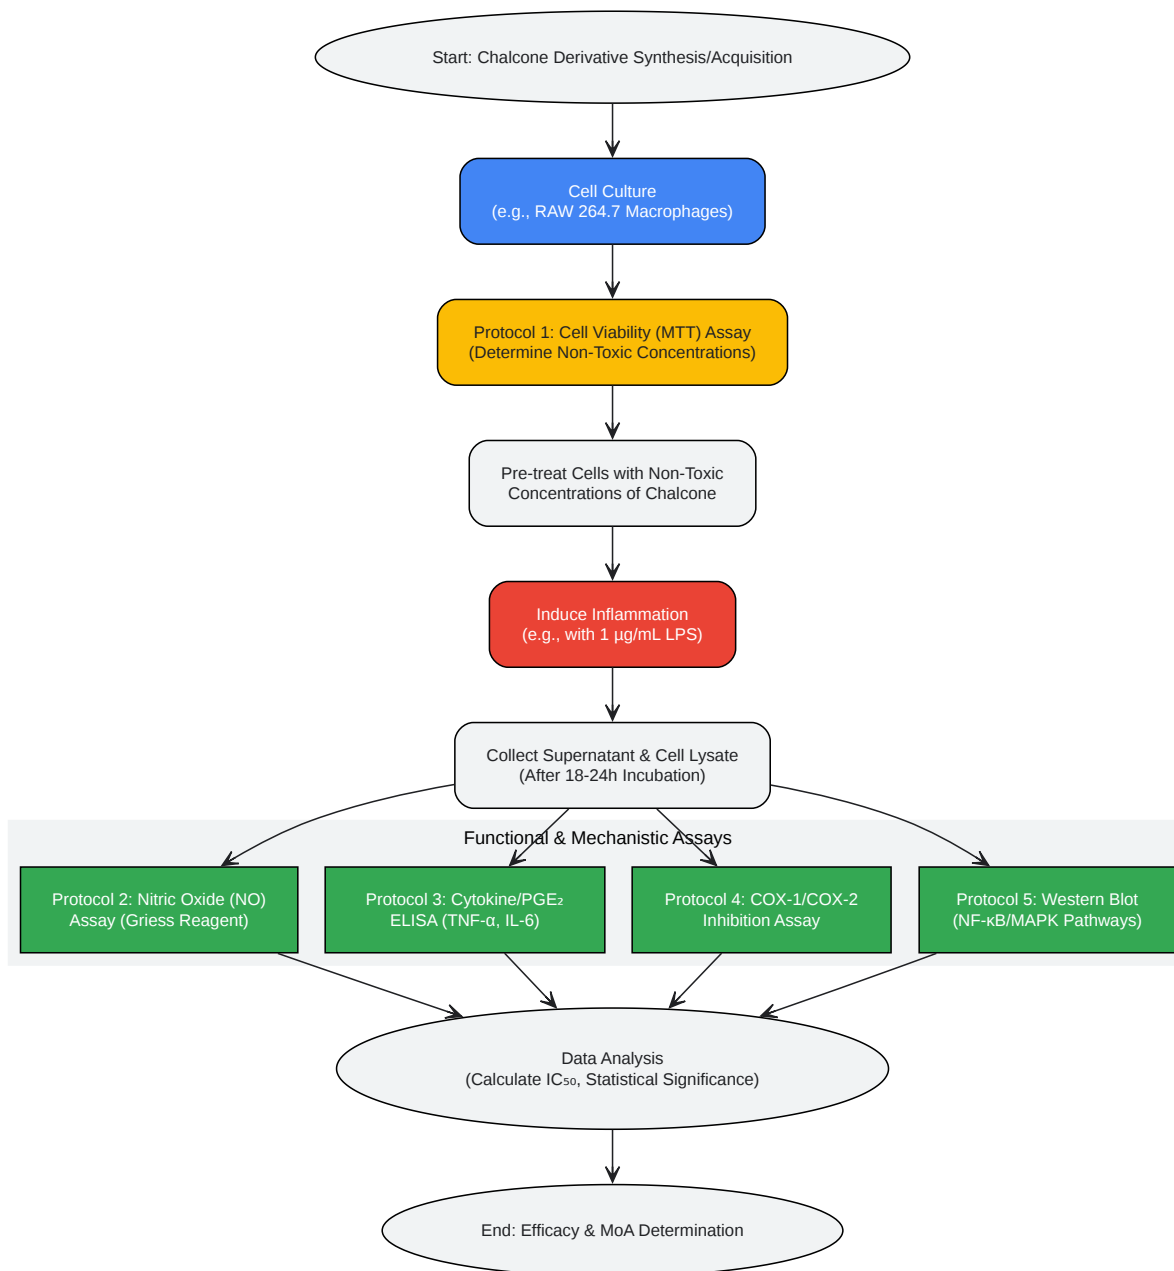 Start: Chalcone Derivative Synthesis/Acquisition
Cell Culture
(e.g., RAW 264.7 Macrophages)
Protocol 1: Cell Viability (MTT) Assay
(Determine Non-Toxic Concentrations)
Pre-treat Cells with Non-Toxic
Concentrations of Chalcone
Induce Inflammation
(e.g., with 1 µg/mL LPS)
Collect Supernatant & Cell Lysate
(After 18-24h Incubation)
Functional & Mechanistic Assays
Protocol 2: Nitric Oxide (NO)
Assay (Griess Reagent)
Protocol 3: Cytokine/PGE₂
ELISA (TNF-α, IL-6)
Protocol 4: COX-1/COX-2
Inhibition Assay
Protocol 5: Western Blot
(NF-κB/MAPK Pathways)
Data Analysis
(Calculate IC₅₀, Statistical Significance)
End: Efficacy & MoA Determination